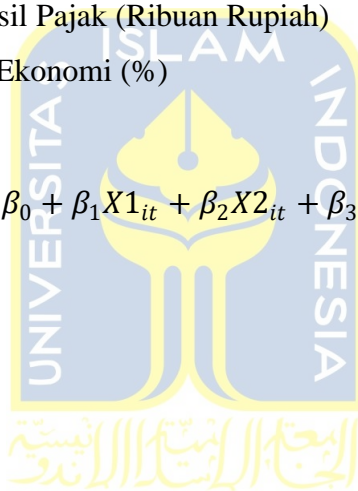 sil Pajak (Ribuan Rupiah)
ISLAM
Ekonomi (%)
UNIVERSITAS
INDONESIA
β₀ + β₁X1ᵢₜ + β₂X2ᵢₜ + β₃